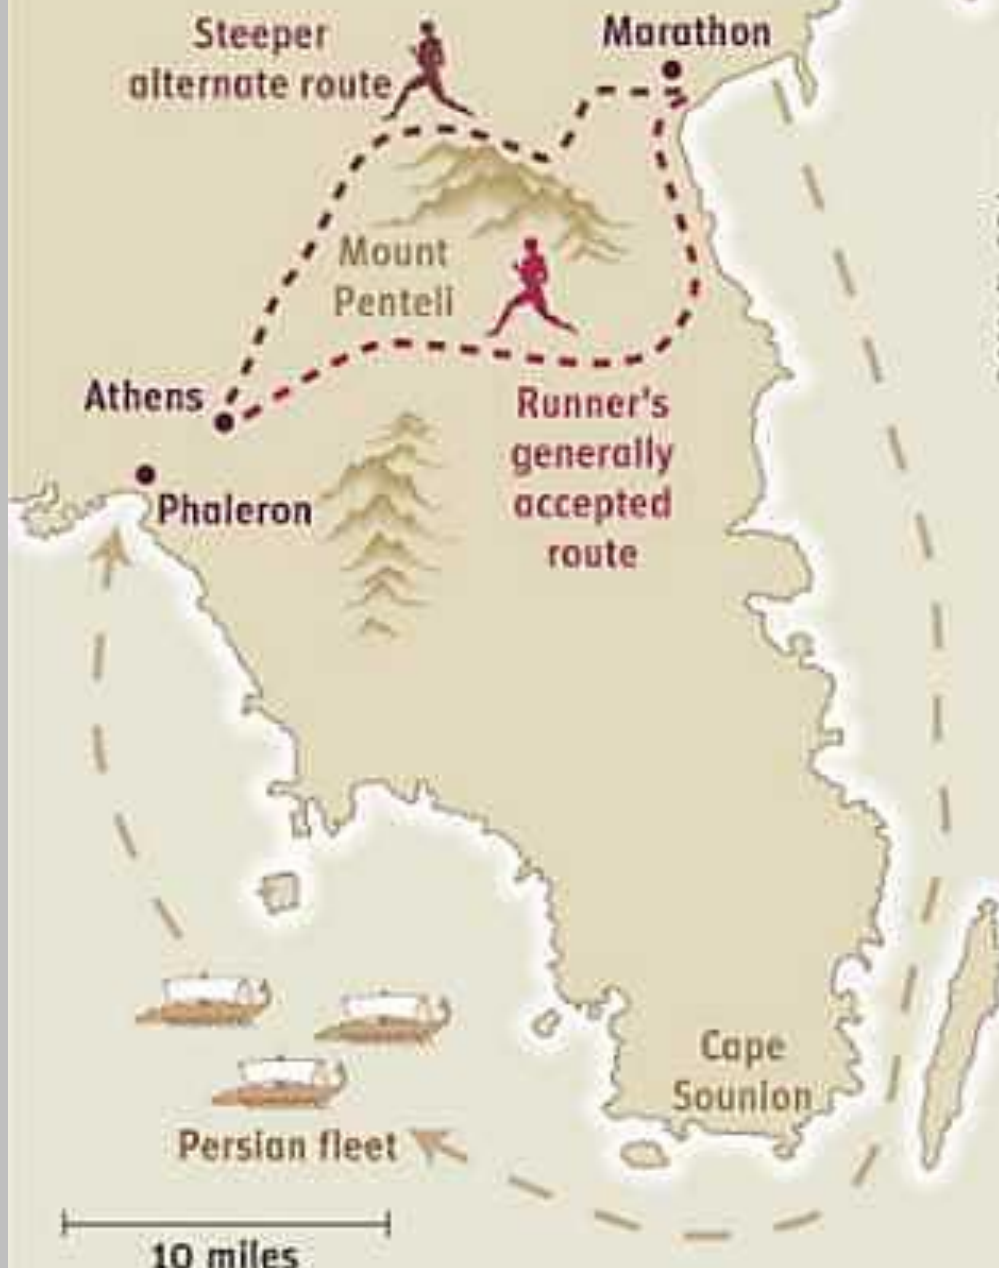 Steeper
alternate route
Marathon
Mount
Penteli
Athens
Runner's
generally
accepted
route
Phaleron
Cape
Sounion
Persian fleet
10 miles